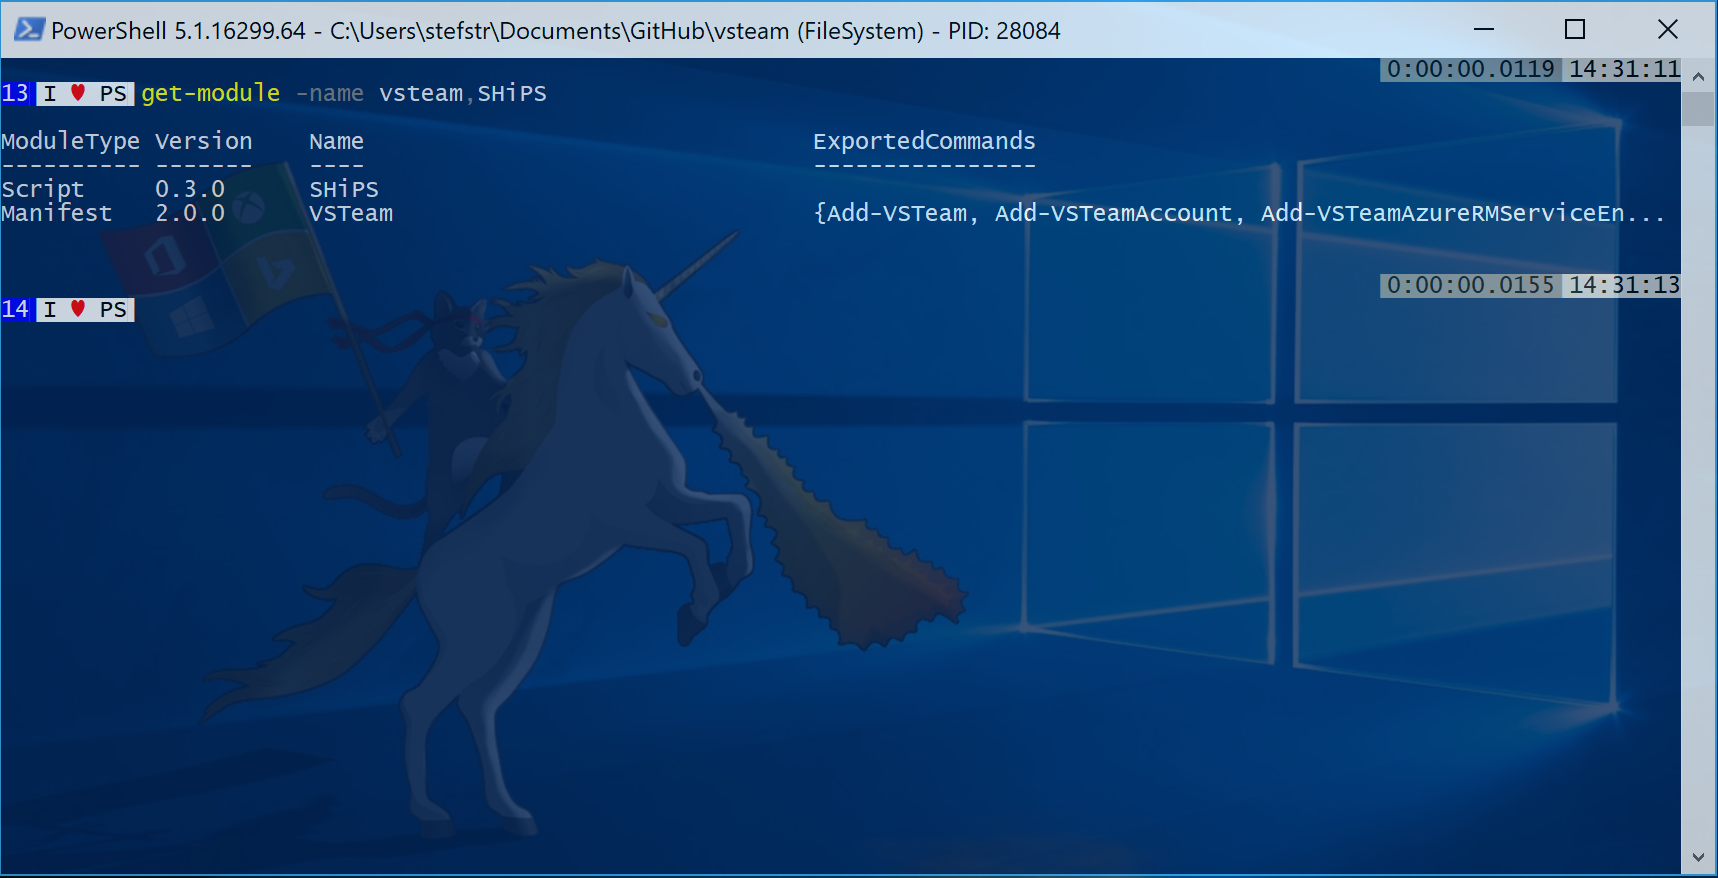 PowerShell 5.1.16299.64 - C:\Users\stefstr\Documents\GitHub\vsteam (FileSystem) - PID: 28084
0:00:00.0119 14:31:11
13 I ♥ PS get-module -name vsteam,SHiPS
ModuleType Version Name ExportedCommands
---------- ------- ---- ----------------
Script 0.3.0 SHiPS
Manifest 2.0.0 VSTeam {Add-VSTeam, Add-VSTeamAccount, Add-VSTeamAzureRMServiceEn...
0:00:00.0155 14:31:13
14 I ♥ PS